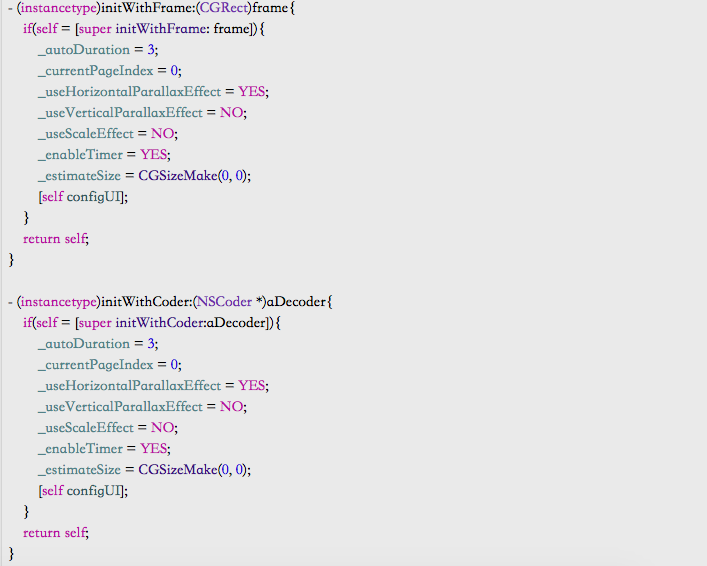 - (instancetype)initWithFrame:(CGRect)frame{
if(self = [super initWithFrame: frame]){
_autoDuration = 3;
_currentPageIndex = 0;
_useHorizontalParallaxEffect = YES;
_useVerticalParallaxEffect = NO;
_useScaleEffect = NO;
_enableTimer = YES;
_estimateSize = CGSizeMake(0, 0);
[self configUI];
}
return self;
}
- (instancetype)initWithCoder:(NSCoder *)aDecoder{
if(self = [super initWithCoder:aDecoder]){
_autoDuration = 3;
_currentPageIndex = 0;
_useHorizontalParallaxEffect = YES;
_useVerticalParallaxEffect = NO;
_useScaleEffect = NO;
_enableTimer = YES;
_estimateSize = CGSizeMake(0, 0);
[self configUI];
}
return self;
}